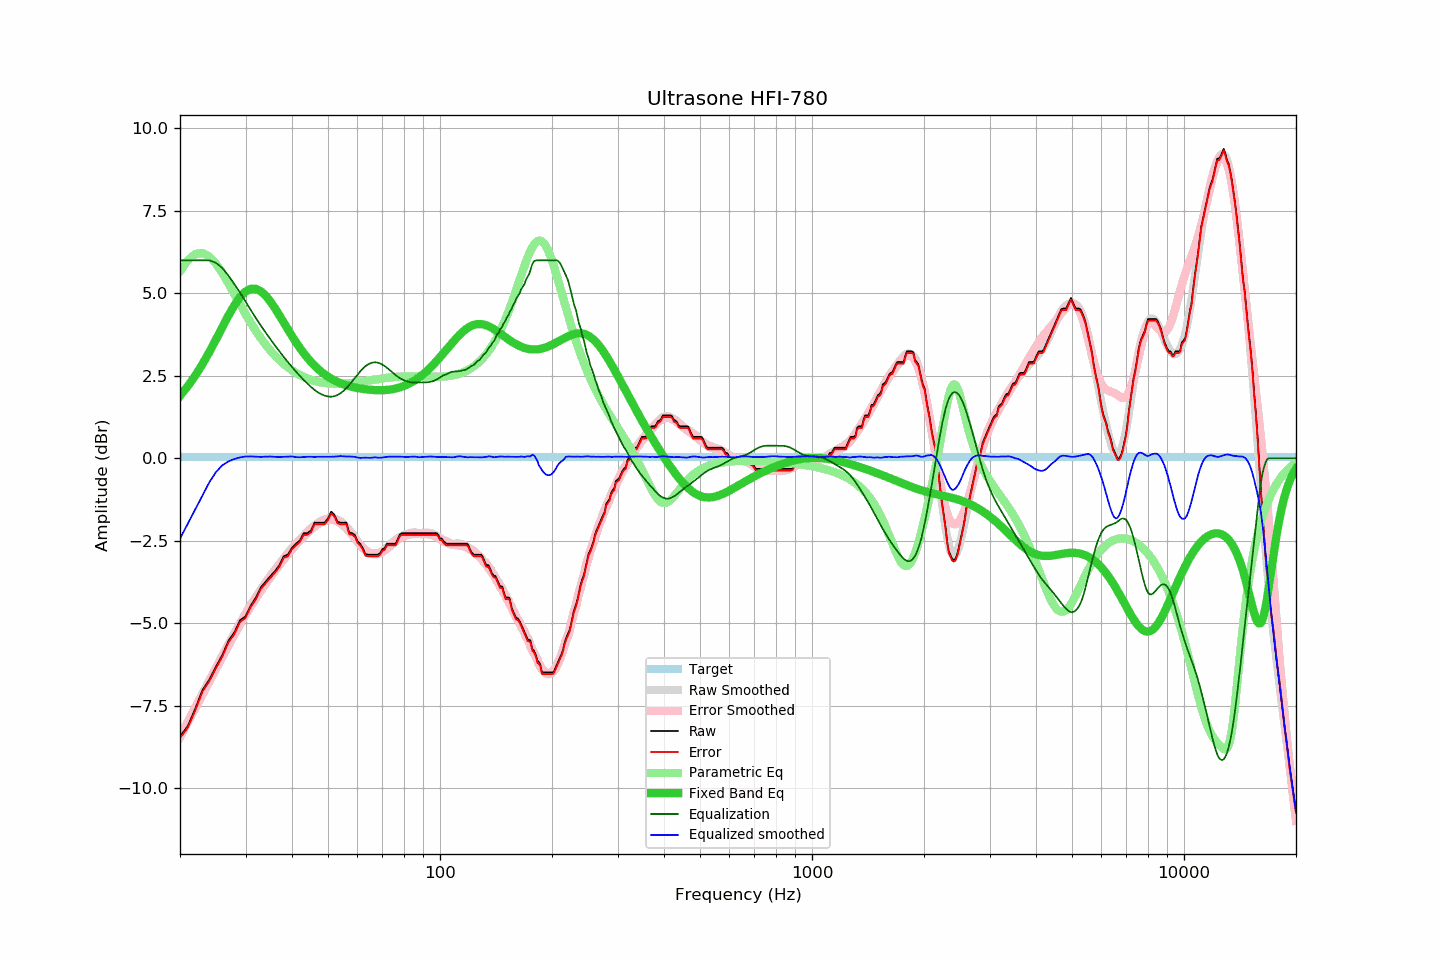 Ultrasone HFI-780
10.0
7.5
5.0
2.5
0.0
−2.5
−5.0
−7.5
−10.0
Amplitude (dBr)
Target
Raw Smoothed
Error Smoothed
Raw
Error
Parametric Eq
Fixed Band Eq
Equalization
Equalized smoothed
100
1000
10000
Frequency (Hz)